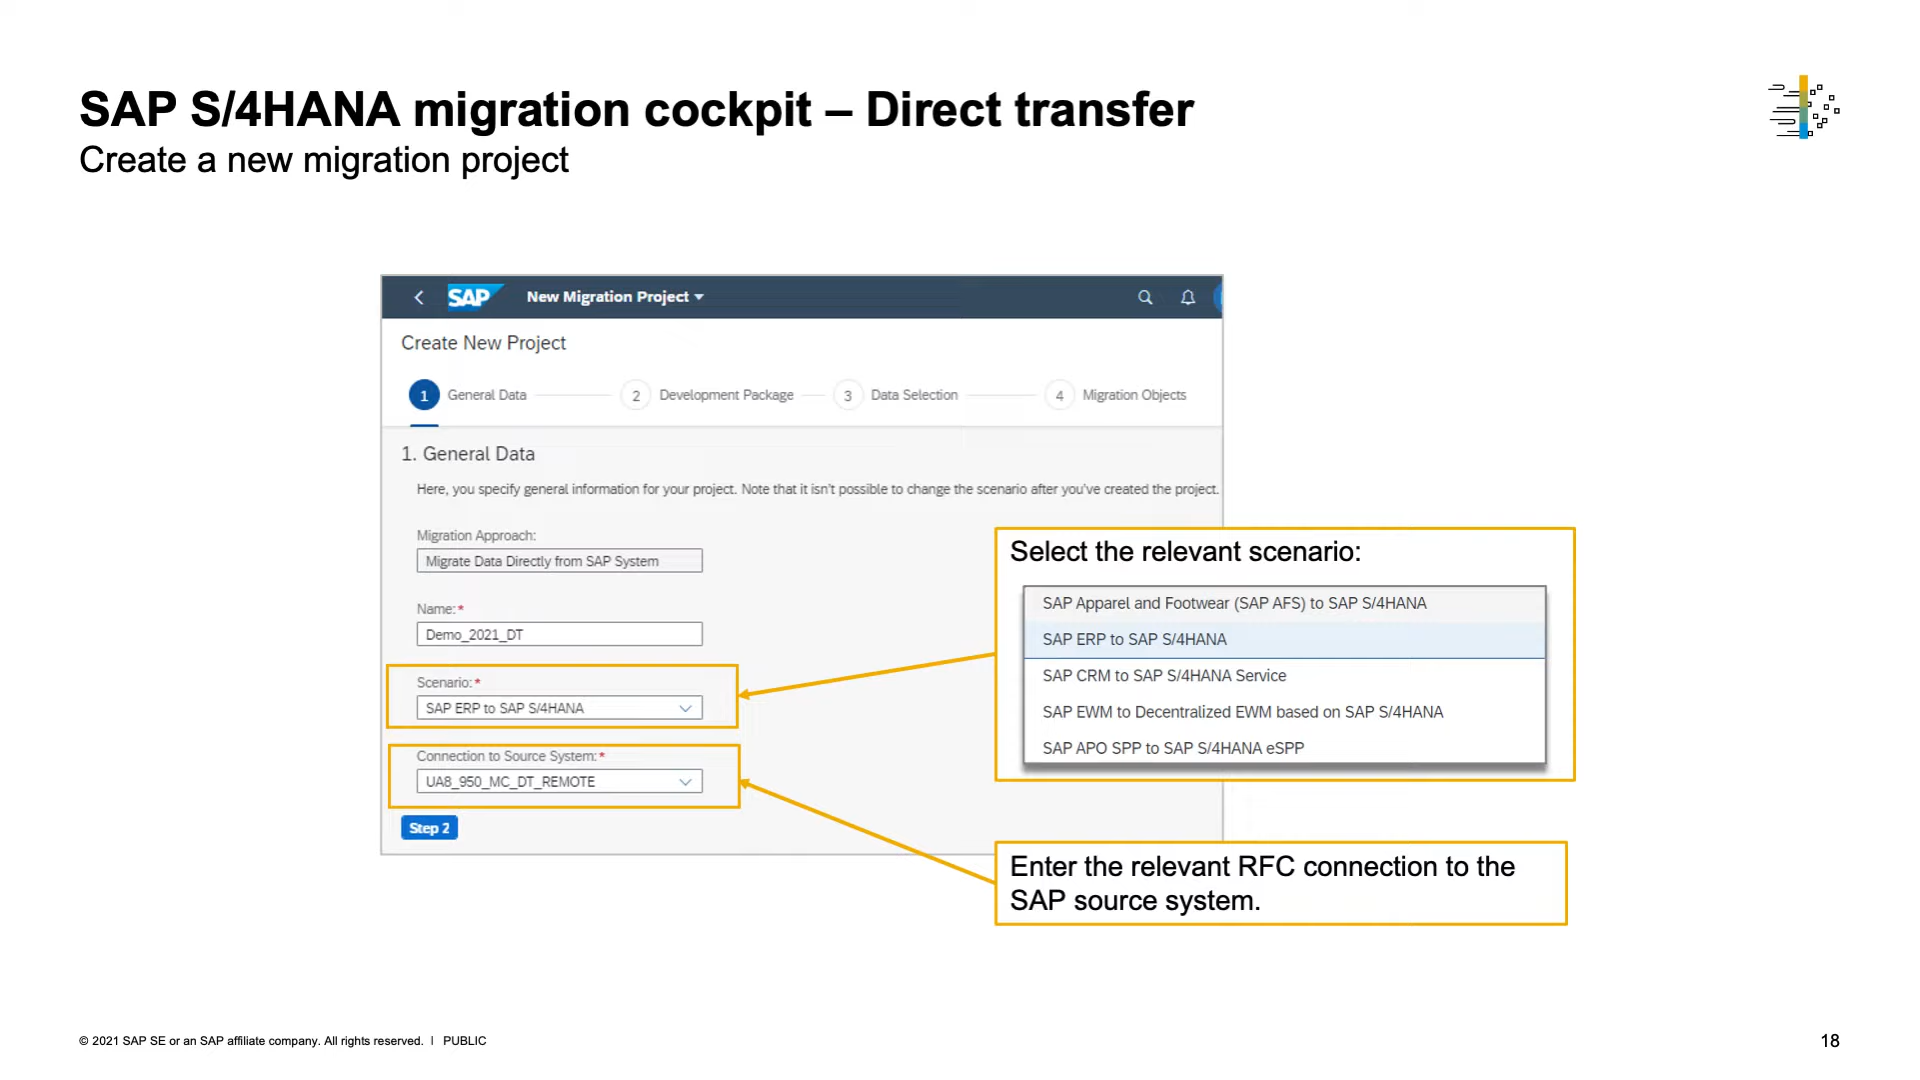 SAP S/4HANA migration cockpit – Direct transfer
Create a new migration project
SAP New Migration Project
Create New Project
1 General Data 2 Development Package 3 Data Selection 4 Migration Objects
1. General Data
Here, you specify general information for your project. Note that it isn't possible to change the scenario after you've created the project.
Migration Approach:
Migrate Data Directly from SAP System
Name:*
Demo_2021_DT
Scenario:*
SAP ERP to SAP S/4HANA
Connection to Source System:*
UA8_950_MC_DT_REMOTE
Step 2
Select the relevant scenario:
SAP Apparel and Footwear (SAP AFS) to SAP S/4HANA
SAP ERP to SAP S/4HANA
SAP CRM to SAP S/4HANA Service
SAP EWM to Decentralized EWM based on SAP S/4HANA
SAP APO SPP to SAP S/4HANA eSPP
Enter the relevant RFC connection to the
SAP source system.
© 2021 SAP SE or an SAP affiliate company. All rights reserved. | PUBLIC
18